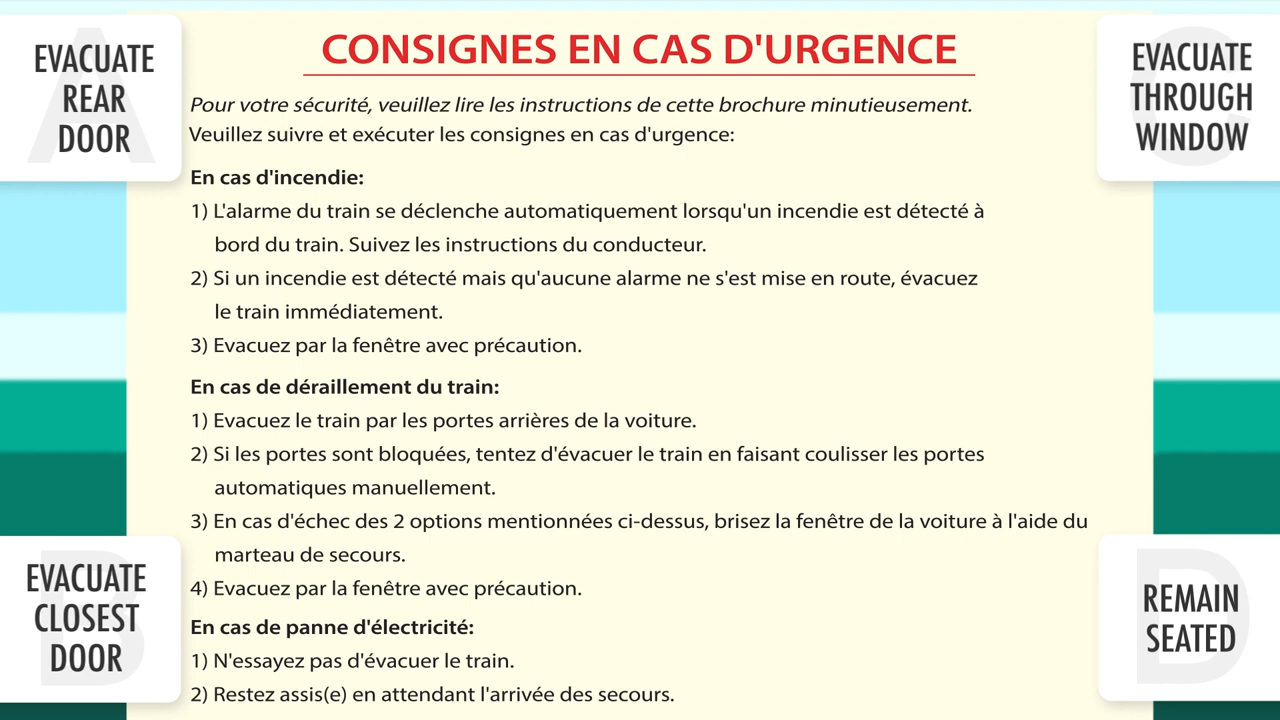 EVACUATE
REAR
DOOR
A
EVACUATE
THROUGH
WINDOW
C
CONSIGNES EN CAS D'URGENCE
Pour votre sécurité, veuillez lire les instructions de cette brochure minutieusement.
Veuillez suivre et exécuter les consignes en cas d'urgence:
En cas d'incendie:
1) L'alarme du train se déclenche automatiquement lorsqu'un incendie est détecté à
bord du train. Suivez les instructions du conducteur.
2) Si un incendie est détecté mais qu'aucune alarme ne s'est mise en route, évacuez
le train immédiatement.
3) Evacuez par la fenêtre avec précaution.
En cas de déraillement du train:
1) Evacuez le train par les portes arrières de la voiture.
2) Si les portes sont bloquées, tentez d'évacuer le train en faisant coulisser les portes
automatiques manuellement.
3) En cas d'échec des 2 options mentionnées ci-dessus, brisez la fenêtre de la voiture à l'aide du
marteau de secours.
4) Evacuez par la fenêtre avec précaution.
En cas de panne d'électricité:
1) N'essayez pas d'évacuer le train.
2) Restez assis(e) en attendant l'arrivée des secours.
EVACUATE
CLOSEST
DOOR
B
REMAIN
SEATED
D